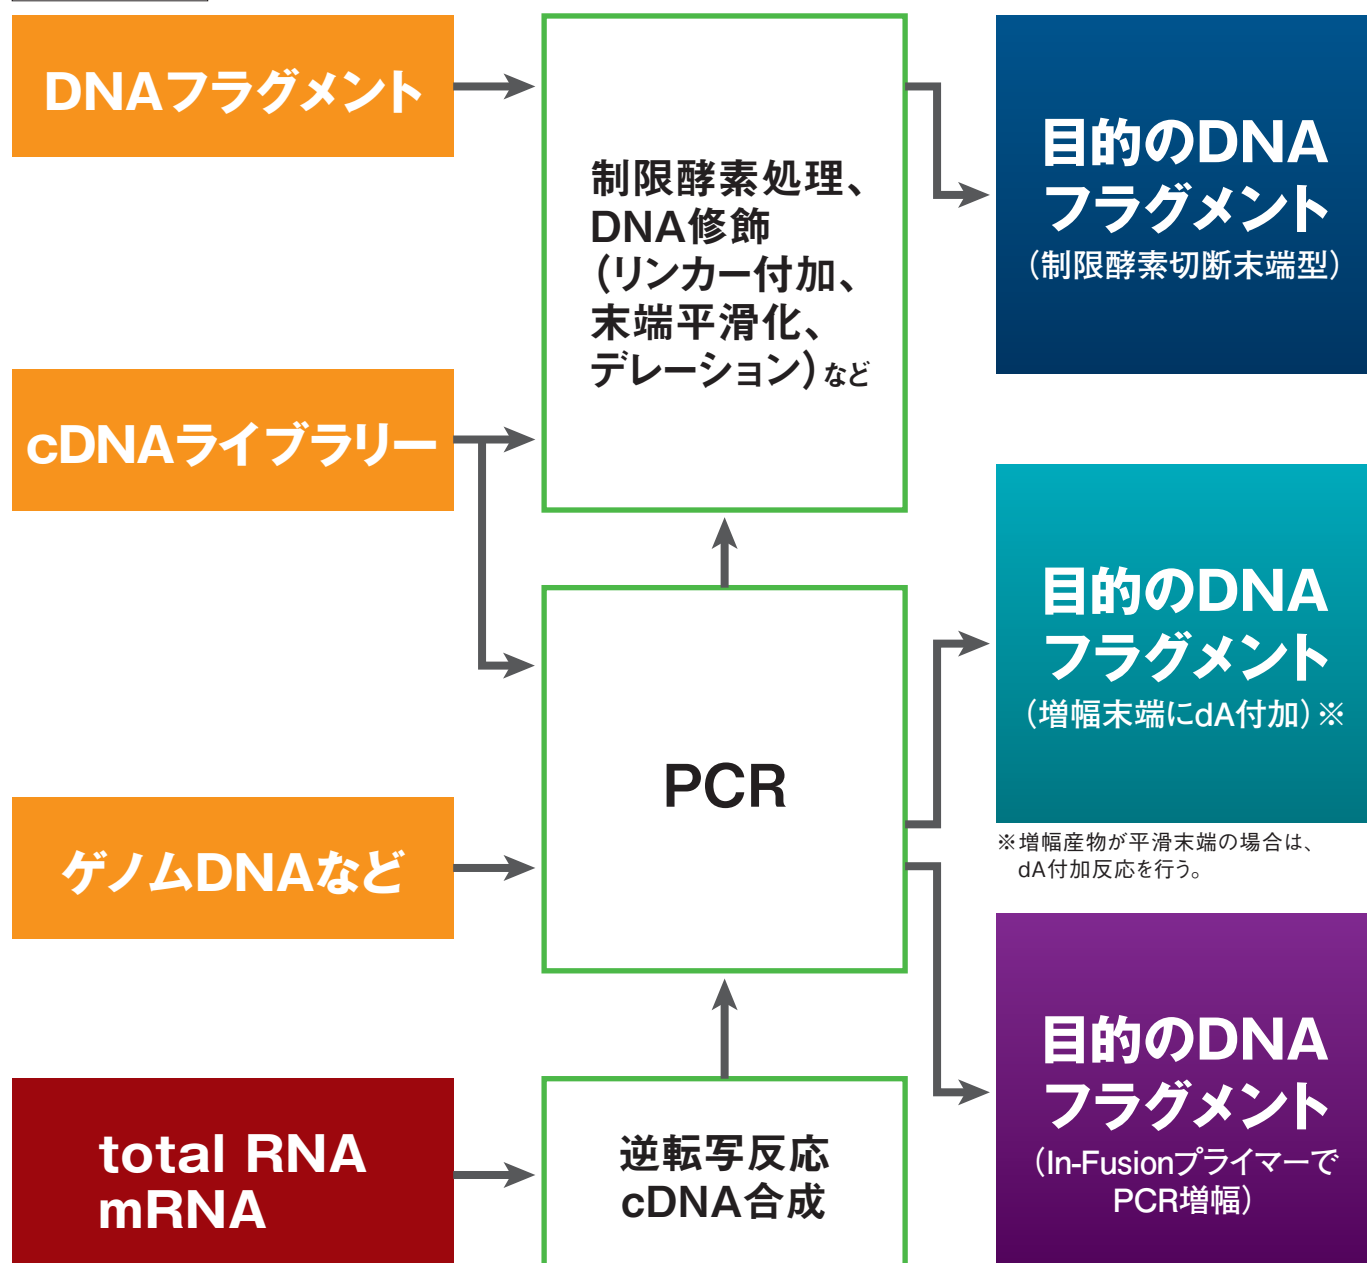 DNAフラグメント
cDNAライブラリー
ゲノムDNAなど
total RNA
mRNA
制限酵素処理、
DNA修飾
（リンカー付加、
末端平滑化、
デレーション）など
PCR
逆転写反応
cDNA合成
目的のDNA
フラグメント
（制限酵素切断末端型）
目的のDNA
フラグメント
（増幅末端にdA付加）※
※増幅産物が平滑末端の場合は、
dA付加反応を行う。
目的のDNA
フラグメント
（In-Fusionプライマーで
PCR増幅）